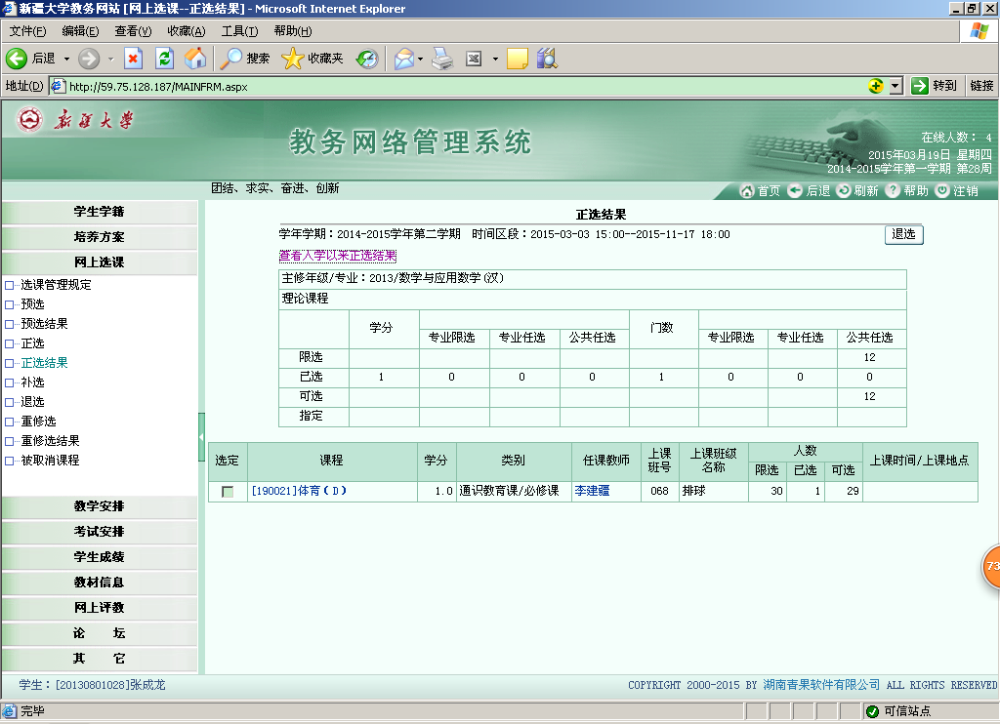 新疆大学教务网站 [网上选课--正选结果] - Microsoft Internet Explorer
文件(F) 编辑(E) 查看(V) 收藏(A) 工具(T) 帮助(H)
后退 搜索 收藏夹
地址(D) http://59.75.128.187/MAINFRM.aspx 转到 链接
新疆大学
教务网络管理系统
在线人数： 4
2015年03月19日 星期四
2014-2015学年第一学期 第28周
团结、求实、奋进、创新
首页 后退 刷新 帮助 注销
学生学籍
培养方案
网上选课
选课管理规定
预选
预选结果
正选
正选结果
补选
退选
重修选
重修选结果
被取消课程
教学安排
考试安排
学生成绩
教材信息
网上评教
论 坛
其 它
正选结果
学年学期：2014-2015学年第二学期 时间区段：2015-03-03 15:00--2015-11-17 18:00
退选
查看入学以来正选结果
主修年级/专业：2013/数学与应用数学(汉)
理论课程
学分 门数
专业限选 专业任选 公共任选 专业限选 专业任选 公共任选
限选 12
已选 1 0 0 0 1 0 0 0
可选 12
指定
选定 课程 学分 类别 任课教师 上课班号 上课班级名称 人数 上课时间/上课地点
限选 已选 可选
[190021]体育(D) 1.0 通识教育课/必修课 李建疆 068 排球 30 1 29
73
学生：[20130801028]张成龙
COPYRIGHT 2000-2015 BY 湖南青果软件有限公司 ALL RIGHTS RESERVED
完毕 可信站点